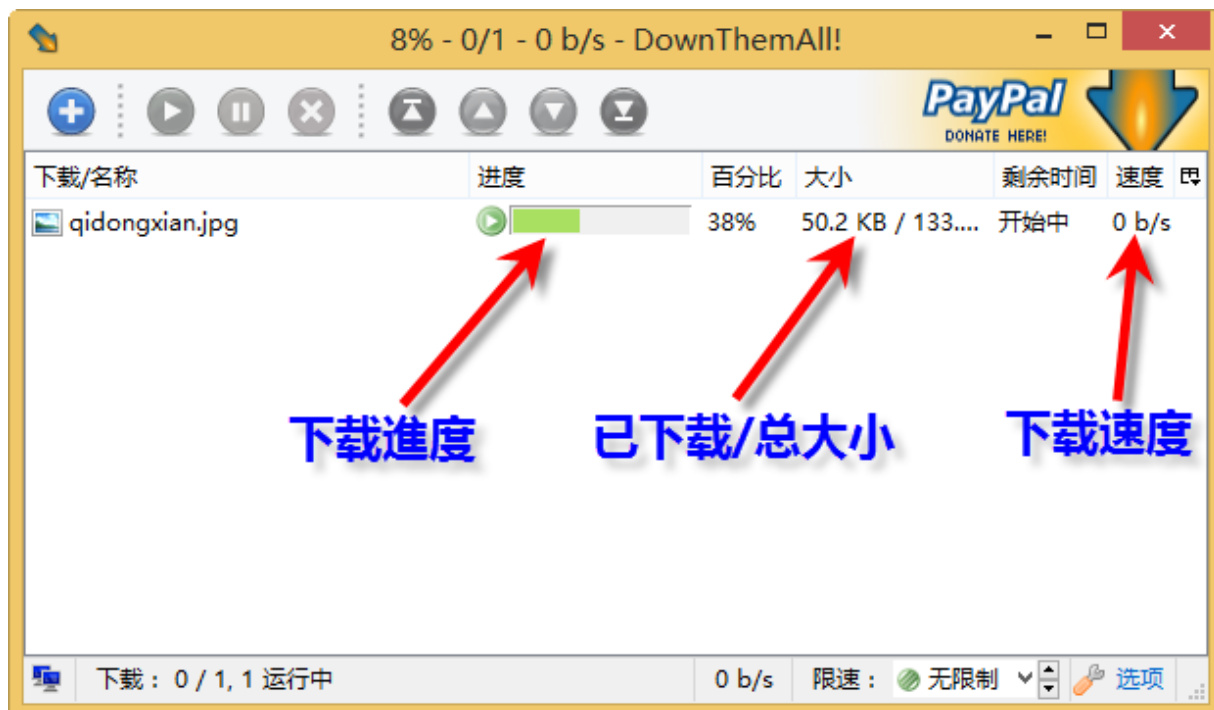 8% - 0/1 - 0 b/s - DownThemAll!
PayPal
DONATE HERE!
下载/名称 进度 百分比 大小 剩余时间 速度
qidongxian.jpg 38% 50.2 KB / 133.... 开始中 0 b/s
下载進度 已下载/总大小 下载速度
下载： 0 / 1, 1 运行中 0 b/s 限速： 无限制 选项